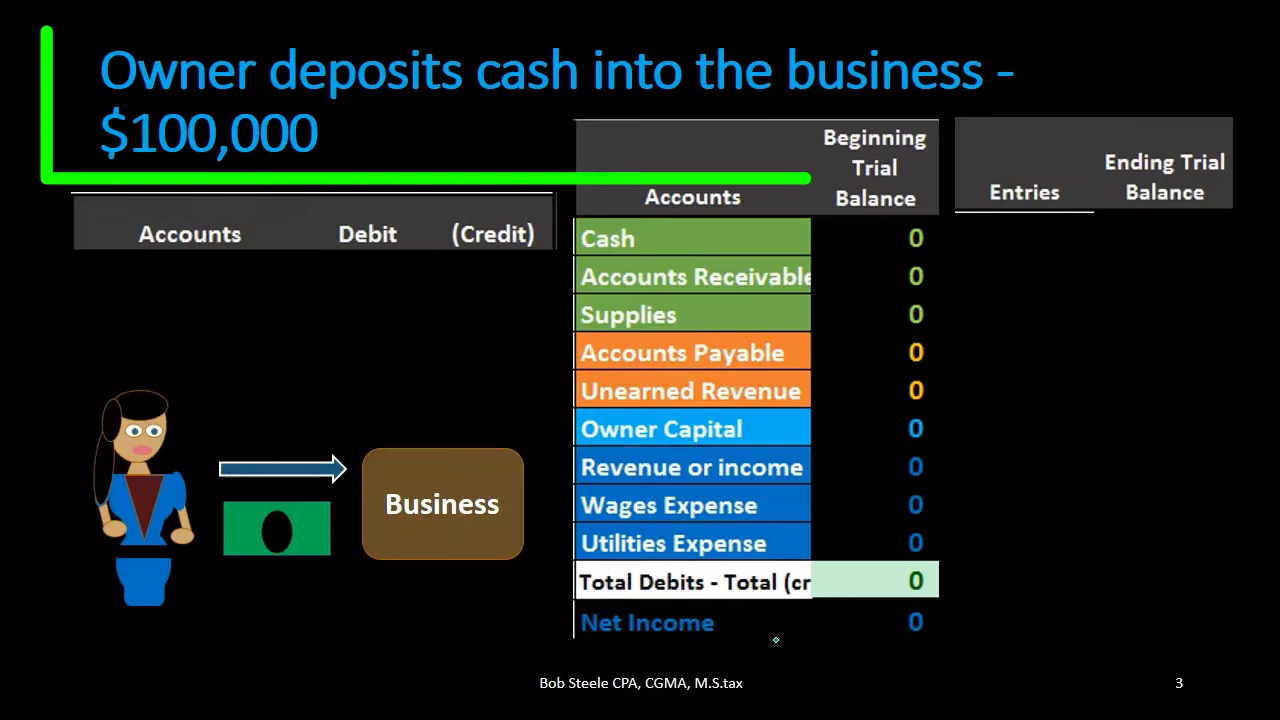 Owner deposits cash into the business -
$100,000
Accounts Debit (Credit)
Business
Accounts Beginning Trial Balance
Cash 0
Accounts Receivable 0
Supplies 0
Accounts Payable 0
Unearned Revenue 0
Owner Capital 0
Revenue or income 0
Wages Expense 0
Utilities Expense 0
Total Debits - Total (cr 0
Net Income 0
Entries Ending Trial Balance
Bob Steele CPA, CGMA, M.S.tax
3